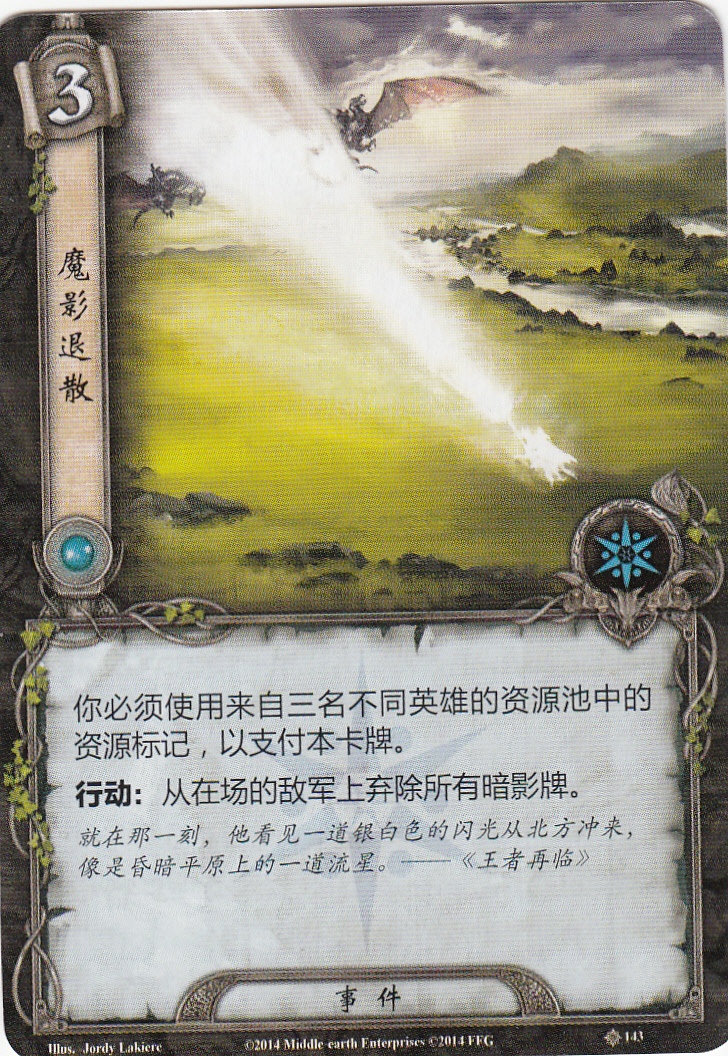 3
魔影退散
你必须使用来自三名不同英雄的资源池中的
资源标记，以支付本卡牌。
行动：从在场的敌军上弃除所有暗影牌。
就在那一刻，他看见一道银白色的闪光从北方冲来，
像是昏暗平原上的一道流星。——《王者再临》
事件
Illus. Jordy Lakiere ©2014 Middle-earth Enterprises ©2014 FFG 143